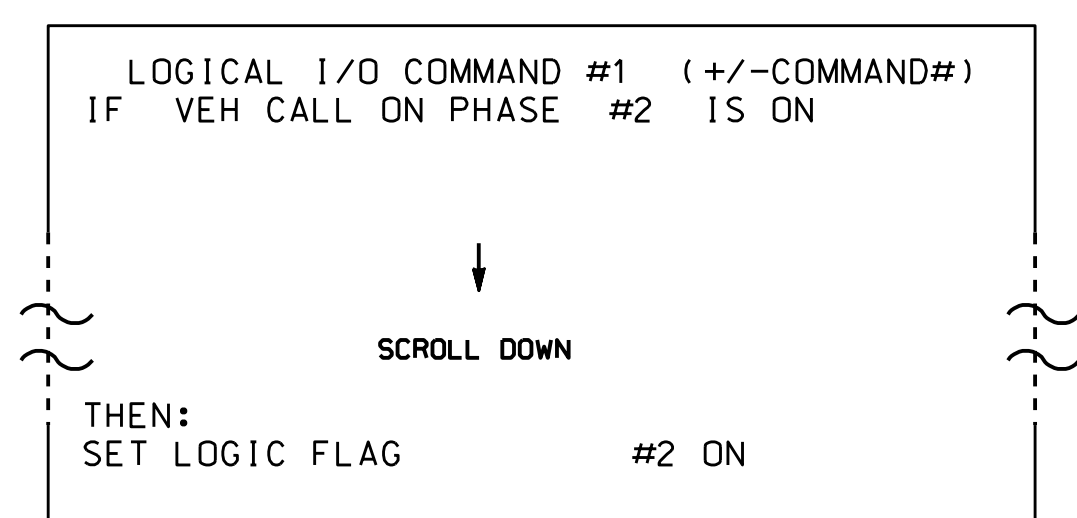 LOGICAL I/O COMMAND #1 (+/-COMMAND#)
IF VEH CALL ON PHASE #2 IS ON
SCROLL DOWN
THEN:
SET LOGIC FLAG #2 ON